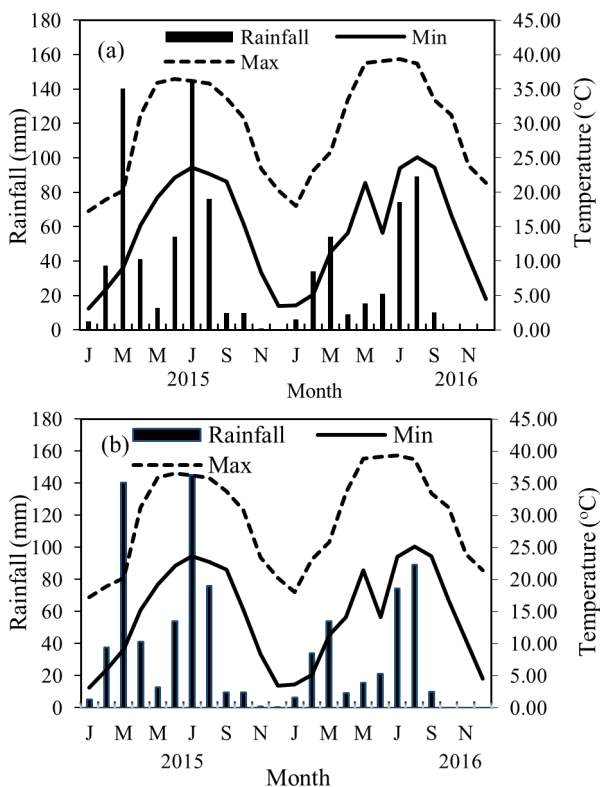 (a)
Rainfall
Min
Max
Rainfall (mm)
180
160
140
120
100
80
60
40
20
0
Temperature (°C)
45.00
40.00
35.00
30.00
25.00
20.00
15.00
10.00
5.00
0.00
J M M J S N J M M J S N
2015 2016
Month
(b)
Rainfall
Min
Max
Rainfall (mm)
180
160
140
120
100
80
60
40
20
0
Temperature (°C)
45.00
40.00
35.00
30.00
25.00
20.00
15.00
10.00
5.00
0.00
J M M J S N J M M J S N
2015 2016
Month